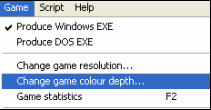 Game Script Help
✓ Produce Windows EXE
Produce DOS EXE
Change game resolution...
Change game colour depth...
Game statistics F2